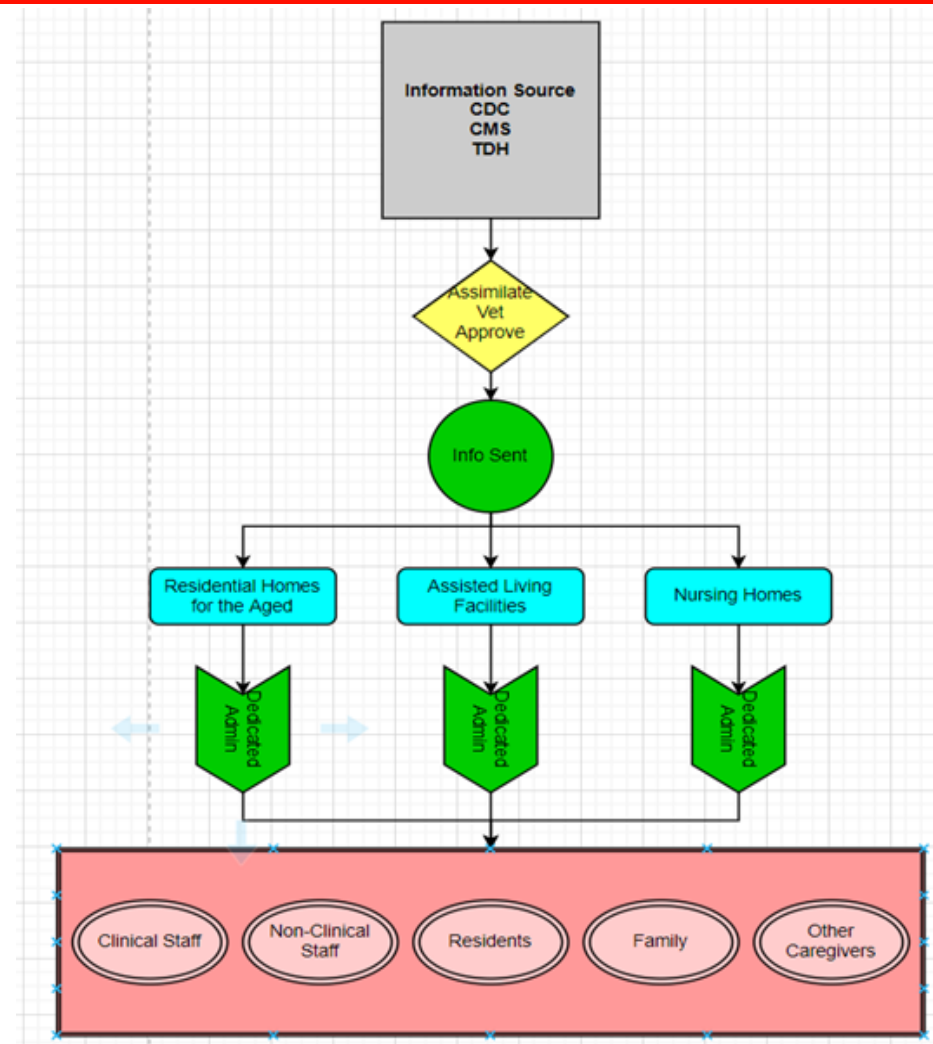 Information Source
CDC
CMS
TDH
Assimilate
Vet
Approve
Info Sent
Residential Homes
for the Aged
Assisted Living
Facilities
Nursing Homes
Dedicated
Admin
Dedicated
Admin
Dedicated
Admin
Clinical Staff
Non-Clinical
Staff
Residents
Family
Other
Caregivers